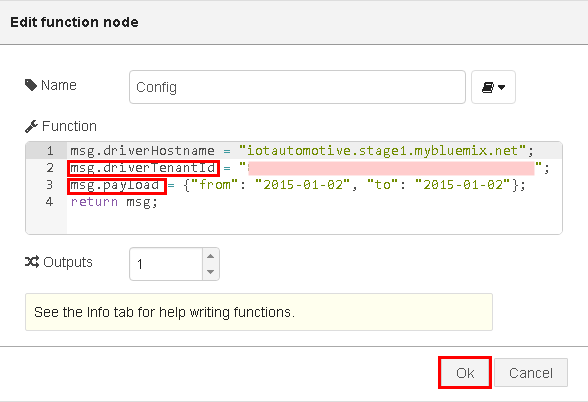 Edit function node
Name
Config
Function
1 msg.driverHostname = "iotautomotive.stage1.mybluemix.net";
2 msg.driverTenantId = "";
3 msg.payload = {"from": "2015-01-02", "to": "2015-01-02"};
4 return msg;
Outputs
1
See the Info tab for help writing functions.
Ok
Cancel